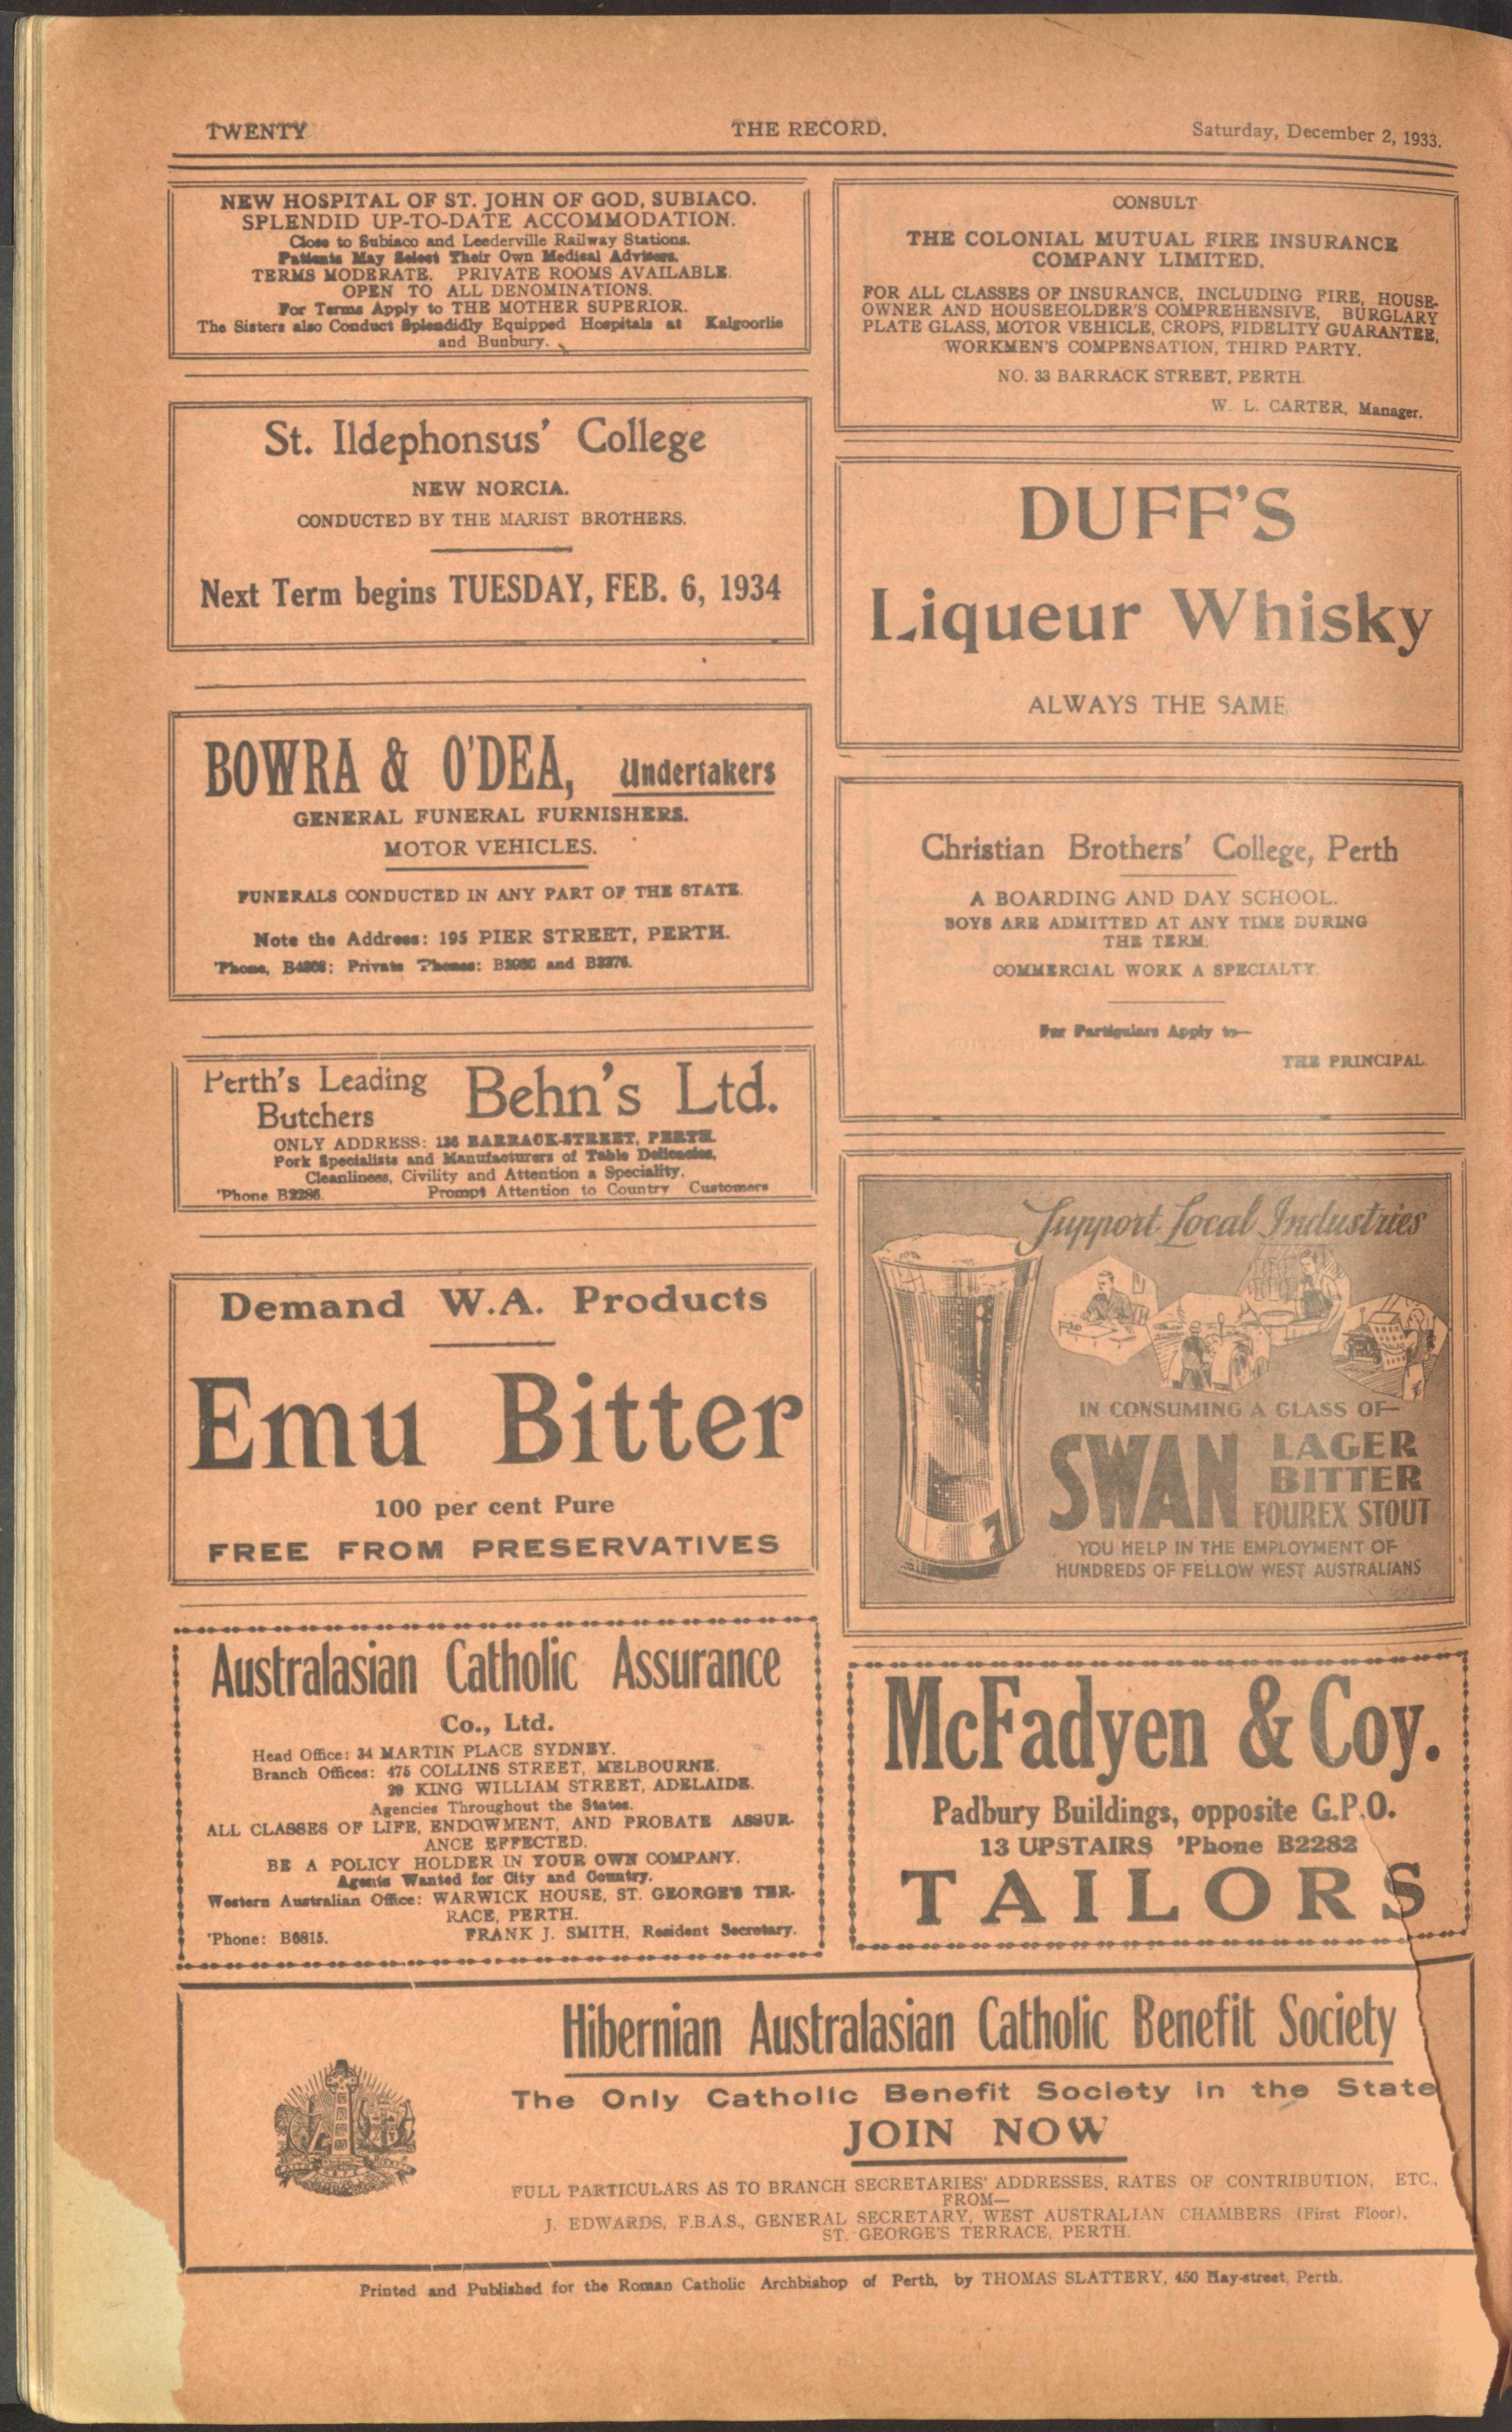 TWENTY
THE RECORD.
Saturday, December 2, 1933.
NEW HOSPITAL OF ST. JOHN OF GOD, SUBIACO.
SPLENDID UP-TO-DATE ACCOMMODATION.
Close to Subiaco and Leederville Railway Stations.
Patients May Select Their Own Medical Advisers.
TERMS MODERATE. PRIVATE ROOMS AVAILABLE.
OPEN TO ALL DENOMINATIONS.
For Terms Apply to THE MOTHER SUPERIOR.
The Sisters also Conduct Splendidly Equipped Hospitals at Kalgoorlie
and Bunbury.
St. Ildephonsus' College
NEW NORCIA.
CONDUCTED BY THE MARIST BROTHERS.
Next Term begins TUESDAY, FEB. 6, 1934
BOWRA & O'DEA, Undertakers
GENERAL FUNERAL FURNISHERS.
MOTOR VEHICLES.
FUNERALS CONDUCTED IN ANY PART OF THE STATE.
Note the Address: 195 PIER STREET, PERTH.
'Phone, B4308; Private 'Phones: and B3376.
Perth's Leading
Butchers
Behn's Ltd.
ONLY ADDRESS: 136 BARRACK-STREET, PERTH.
Pork Specialists and Manufacturers of Table Delicacies,
Cleanliness, Civility and Attention a Speciality.
'Phone B2286. Prompt Attention to Country Customers
Demand W.A. Products
Emu Bitter
100 per cent Pure
FREE FROM PRESERVATIVES
Australasian Catholic Assurance
Co., Ltd.
Head Office: 34 MARTIN PLACE SYDNEY.
Branch Offices: 475 COLLINS STREET, MELBOURNE.
29 KING WILLIAM STREET, ADELAIDE.
Agencies Throughout the States.
ALL CLASSES OF LIFE, ENDOWMENT, AND PROBATE ASSUR-
ANCE EFFECTED.
BE A POLICY HOLDER IN YOUR OWN COMPANY.
Agents Wanted for City and Country.
Western Australian Office: WARWICK HOUSE, ST. GEORGE'S TER-
RACE, PERTH.
'Phone: B6815. FRANK J. SMITH, Resident Secretary.
CONSULT
THE COLONIAL MUTUAL FIRE INSURANCE
COMPANY LIMITED.
FOR ALL CLASSES OF INSURANCE, INCLUDING FIRE, HOUSE-
OWNER AND HOUSEHOLDER'S COMPREHENSIVE, BURGLARY
PLATE GLASS, MOTOR VEHICLE, CROPS, FIDELITY GUARANTEE,
WORKMEN'S COMPENSATION, THIRD PARTY.
NO. 33 BARRACK STREET, PERTH.
W. L. CARTER, Manager.
DUFF'S
Liqueur Whisky
ALWAYS THE SAME
Christian Brothers' College, Perth
A BOARDING AND DAY SCHOOL.
BOYS ARE ADMITTED AT ANY TIME DURING
THE TERM.
COMMERCIAL WORK A SPECIALTY.
For Particulars Apply to—
THE PRINCIPAL.
Support Local Industries
IN CONSUMING A GLASS OF—
SWAN
LAGER
BITTER
FOUREX STOUT
YOU HELP IN THE EMPLOYMENT OF
HUNDREDS OF FELLOW WEST AUSTRALIANS
McFadyen & Coy.
Padbury Buildings, opposite G.P.O.
13 UPSTAIRS 'Phone B2282
TAILORS
Hibernian Australasian Catholic Benefit Society
The Only Catholic Benefit Society in the State
JOIN NOW
FULL PARTICULARS AS TO BRANCH SECRETARIES' ADDRESSES, RATES OF CONTRIBUTION, ETC.,
FROM—
J. EDWARDS, F.B.A.S., GENERAL SECRETARY, WEST AUSTRALIAN CHAMBERS (First Floor),
ST. GEORGE'S TERRACE, PERTH.
Printed and Published for the Roman Catholic Archbishop of Perth, by THOMAS SLATTERY, 450 Hay-street, Perth.